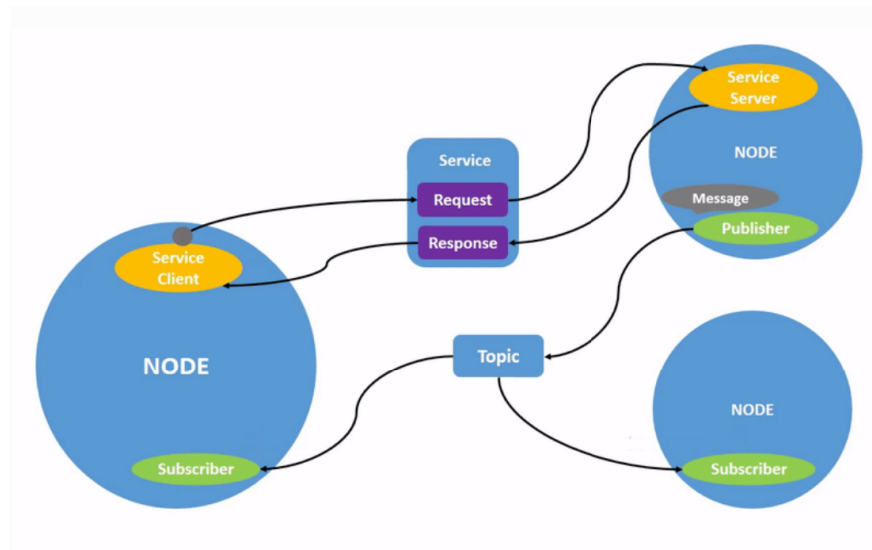 Service
Server
NODE
Message
Publisher
Service
Request
Response
Service
Client
NODE
Subscriber
Topic
NODE
Subscriber